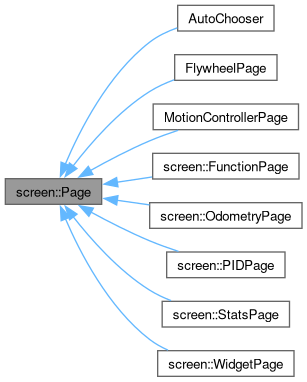 AutoChooser
FlywheelPage
MotionControllerPage
screen::FunctionPage
screen::Page
screen::OdometryPage
screen::PIDPage
screen::StatsPage
screen::WidgetPage